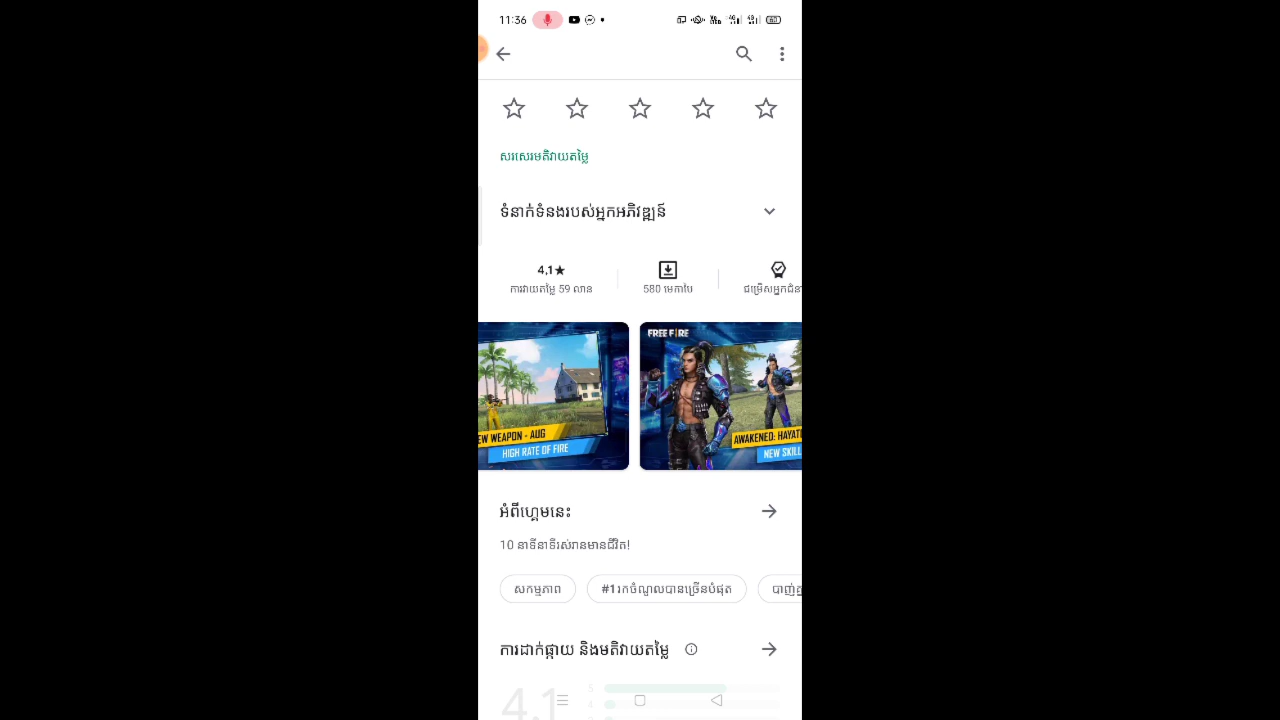 11:36
សរសេរមតិវាយតម្លៃ
ទំនាក់ទំនងរបស់អ្នកអភិវឌ្ឍន៍
4,1★
ការវាយតម្លៃ 59 លាន
580 មេកាបៃ
FREE FIRE
EW WEAPON - AUG
HIGH RATE OF FIRE
AWAKENED: HAYAT
NEW SKILL
អំពីហ្គេមនេះ
10 នាទីនាទីរស់រានមានជីវិត!
សកម្មភាព
#1រកចំណូលបានច្រើនបំផុត
ការដាក់ផ្កាយ និងមតិវាយតម្លៃ
4,1
5
4